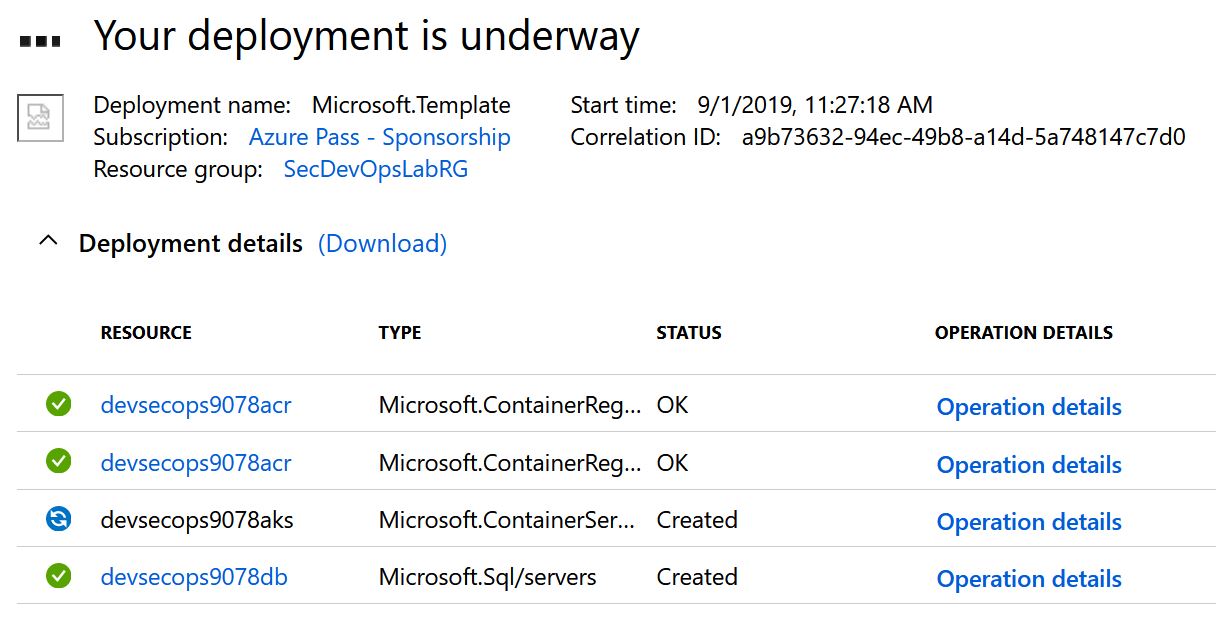 Your deployment is underway
Deployment name: Microsoft.Template Start time: 9/1/2019, 11:27:18 AM
Subscription: Azure Pass - Sponsorship Correlation ID: a9b73632-94ec-49b8-a14d-5a748147c7d0
Resource group: SecDevOpsLabRG
Deployment details (Download)
RESOURCE TYPE STATUS OPERATION DETAILS
devsecops9078acr Microsoft.ContainerReg... OK Operation details
devsecops9078acr Microsoft.ContainerReg... OK Operation details
devsecops9078aks Microsoft.ContainerSer... Created Operation details
devsecops9078db Microsoft.Sql/servers Created Operation details